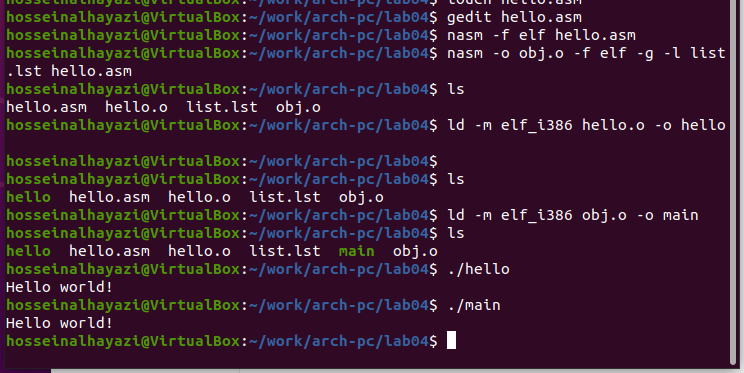 hosseinalhayazi@VirtualBox:~/work/arch-pc/lab04$ touch hello.asm
hosseinalhayazi@VirtualBox:~/work/arch-pc/lab04$ gedit hello.asm
hosseinalhayazi@VirtualBox:~/work/arch-pc/lab04$ nasm -f elf hello.asm
hosseinalhayazi@VirtualBox:~/work/arch-pc/lab04$ nasm -o obj.o -f elf -g -l list
.lst hello.asm
hosseinalhayazi@VirtualBox:~/work/arch-pc/lab04$ ls
hello.asm  hello.o  list.lst  obj.o
hosseinalhayazi@VirtualBox:~/work/arch-pc/lab04$ ld -m elf_i386 hello.o -o hello
hosseinalhayazi@VirtualBox:~/work/arch-pc/lab04$
hosseinalhayazi@VirtualBox:~/work/arch-pc/lab04$ ls
hello  hello.asm  hello.o  list.lst  obj.o
hosseinalhayazi@VirtualBox:~/work/arch-pc/lab04$ ld -m elf_i386 obj.o -o main
hosseinalhayazi@VirtualBox:~/work/arch-pc/lab04$ ls
hello  hello.asm  hello.o  list.lst  main  obj.o
hosseinalhayazi@VirtualBox:~/work/arch-pc/lab04$ ./hello
Hello world!
hosseinalhayazi@VirtualBox:~/work/arch-pc/lab04$ ./main
Hello world!
hosseinalhayazi@VirtualBox:~/work/arch-pc/lab04$